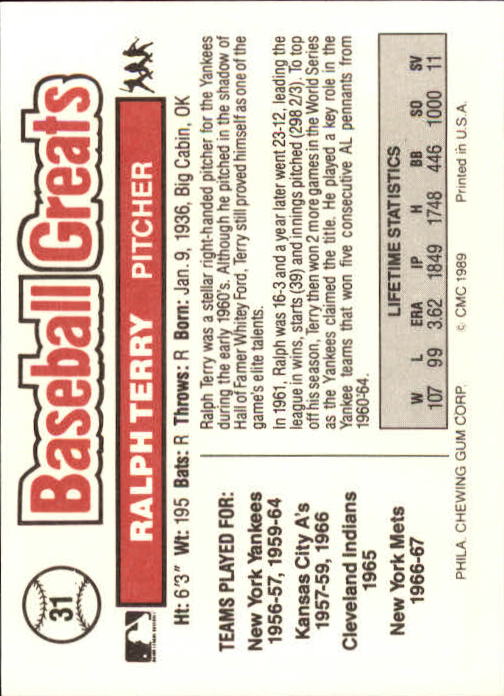 31
Baseball Greats
RALPH TERRY PITCHER
Ht: 6'3" Wt: 195 Bats: R Throws: R Born: Jan. 9, 1936, Big Cabin, OK
TEAMS PLAYED FOR:
New York Yankees
1956-57, 1959-64
Kansas City A's
1957-59, 1966
Cleveland Indians
1965
New York Mets
1966-67
Ralph Terry was a stellar right-handed pitcher for the Yankees
during the early 1960's. Although he pitched in the shadow of
Hall of Famer Whitey Ford, Terry still proved himself as one of the
game's elite talents.
In 1961, Ralph was 16-3 and a year later went 23-12, leading the
league in wins, starts (39) and innings pitched (298 2/3). To top
off his season, Terry then won 2 more games in the World Series
as the Yankees claimed the title. He played a key role in the
Yankee teams that won five consecutive AL pennants from
1960-64.
LIFETIME STATISTICS
W L ERA IP H BB SO SV
107 99 3.62 1849 1748 446 1000 11
PHILA. CHEWING GUM CORP. © CMC 1989 Printed in U.S.A.